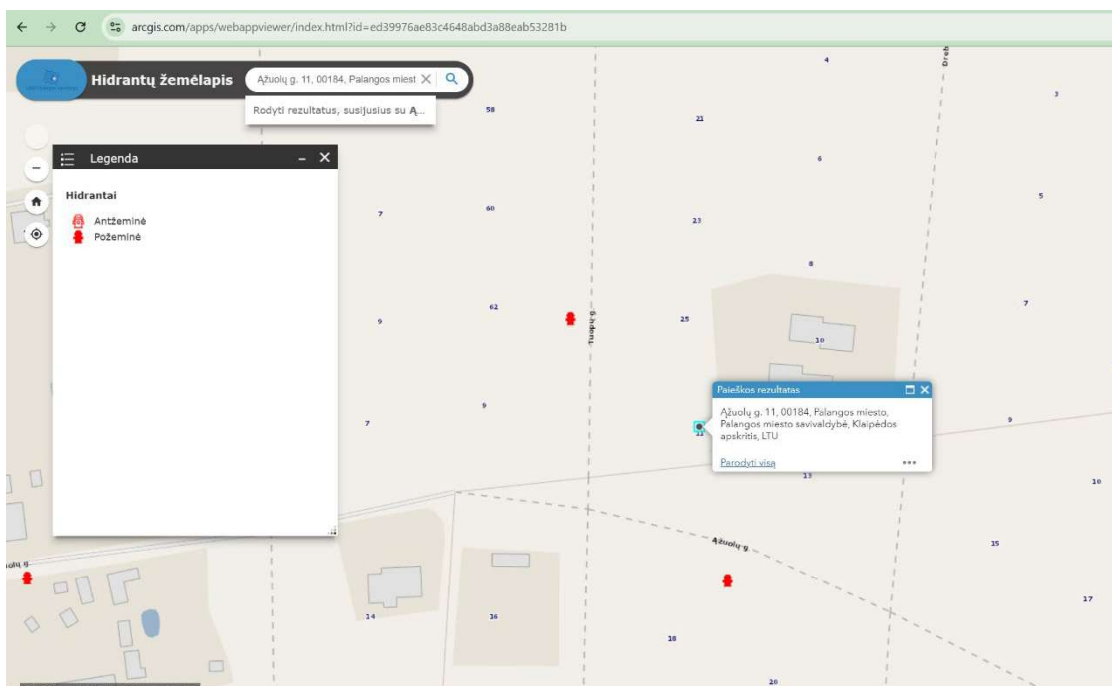 arcgis.com/apps/webappviewer/index.html?id=ed39976ae83c4648abd3a88eab53281b
Hidrantų žemėlapis
Ąžuolų g. 11, 00184, Palangos miest
Rodyti rezultatus, susijusius su Ą...
Legenda
Hidrantai
Antžeminė
Požeminė
4
Dreb
3
58
21
6
5
7
60
23
8
62
7
9
25
Tuopų g.
10
Paieškos rezultatas
Ąžuolų g. 11, 00184, Palangos miesto,
Palangos miesto savivaldybė, Klaipėdos
apskritis, LTU
Parodyti visą
9
7
9
13
10
Ąžuolų g.
15
17
14
16
18
20